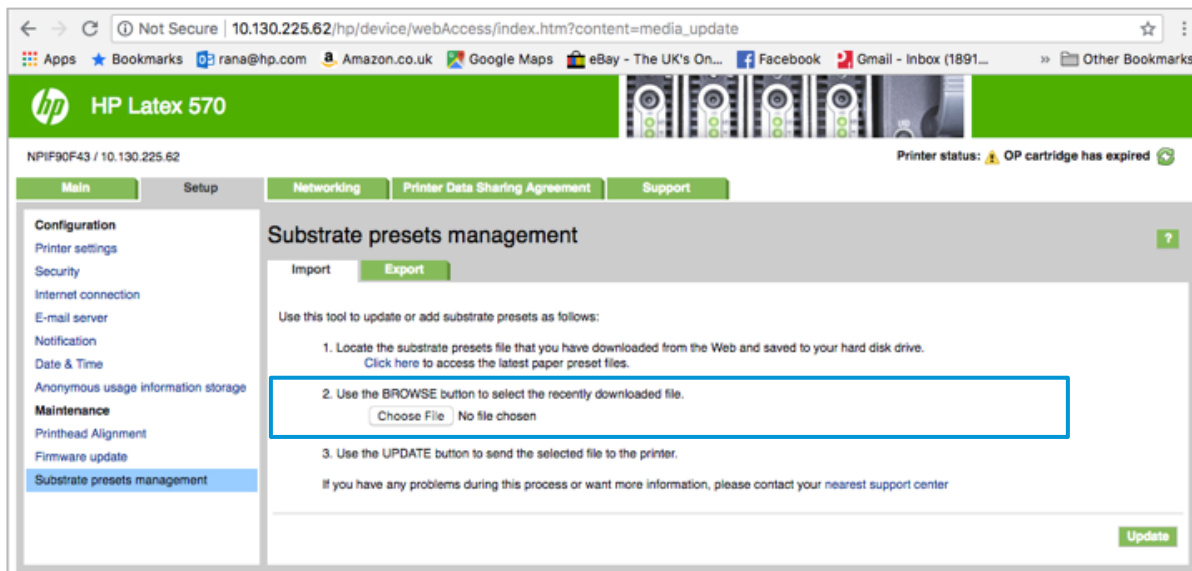 Not Secure | 10.130.225.62/hp/device/webAccess/index.htm?content=media_update
Apps Bookmarks rana@hp.com Amazon.co.uk Google Maps eBay - The UK's On... Facebook Gmail - Inbox (1891... » Other Bookmarks
hp HP Latex 570
NPIF90F43 / 10.130.225.62 Printer status: OP cartridge has expired
Main Setup Networking Printer Data Sharing Agreement Support
Configuration
Printer settings
Security
Internet connection
E-mail server
Notification
Date & Time
Anonymous usage information storage
Maintenance
Printhead Alignment
Firmware update
Substrate presets management
Substrate presets management ?
Import Export
Use this tool to update or add substrate presets as follows:
1. Locate the substrate presets file that you have downloaded from the Web and saved to your hard disk drive.
Click here to access the latest paper preset files.
2. Use the BROWSE button to select the recently downloaded file.
Choose File No file chosen
3. Use the UPDATE button to send the selected file to the printer.
If you have any problems during this process or want more information, please contact your nearest support center
Update